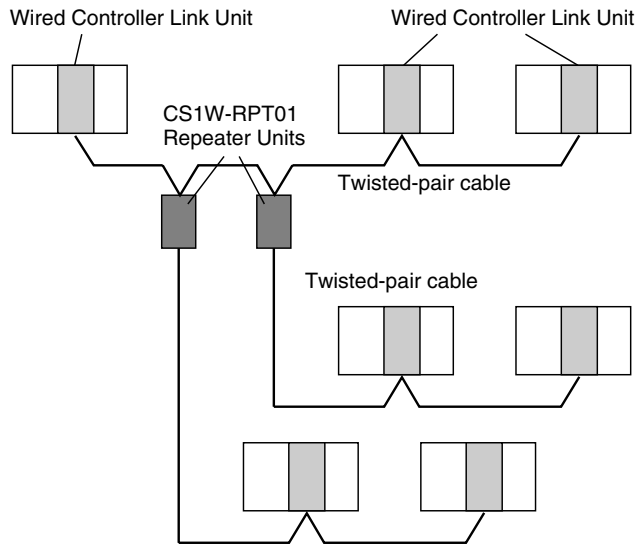 Wired Controller Link Unit
Wired Controller Link Unit
CS1W-RPT01
Repeater Units
Twisted-pair cable
Twisted-pair cable